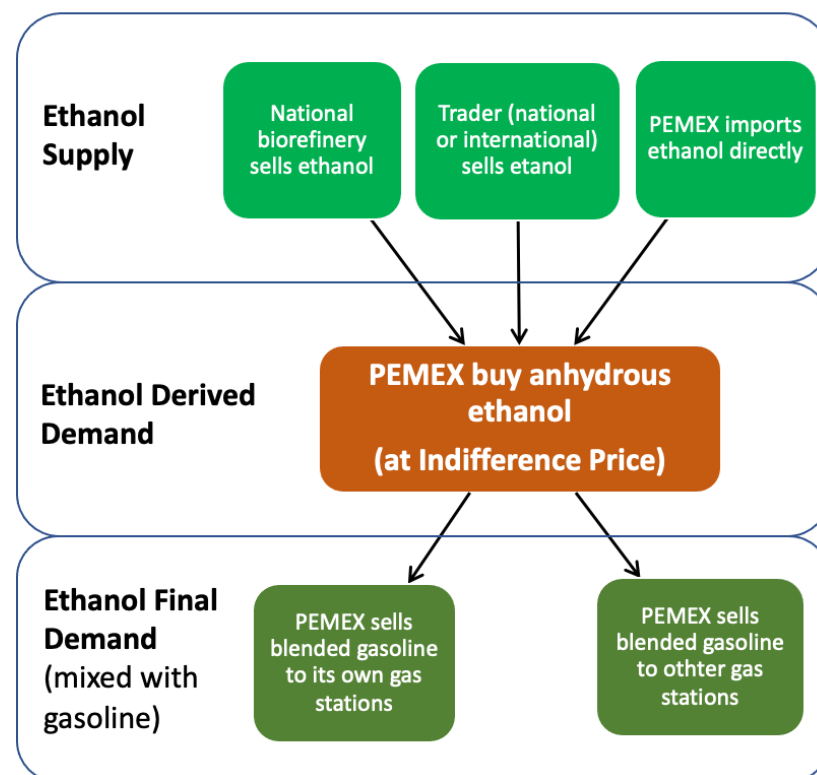 Ethanol
Supply
National
biorefinery
sells ethanol
Trader (national
or international)
sells etanol
PEMEX imports
ethanol directly
Ethanol Derived
Demand
PEMEX buy anhydrous
ethanol
(at Indifference Price)
Ethanol Final
Demand
(mixed with
gasoline)
PEMEX sells
blended gasoline
to its own gas
stations
PEMEX sells
blended gasoline
to othter gas
stations